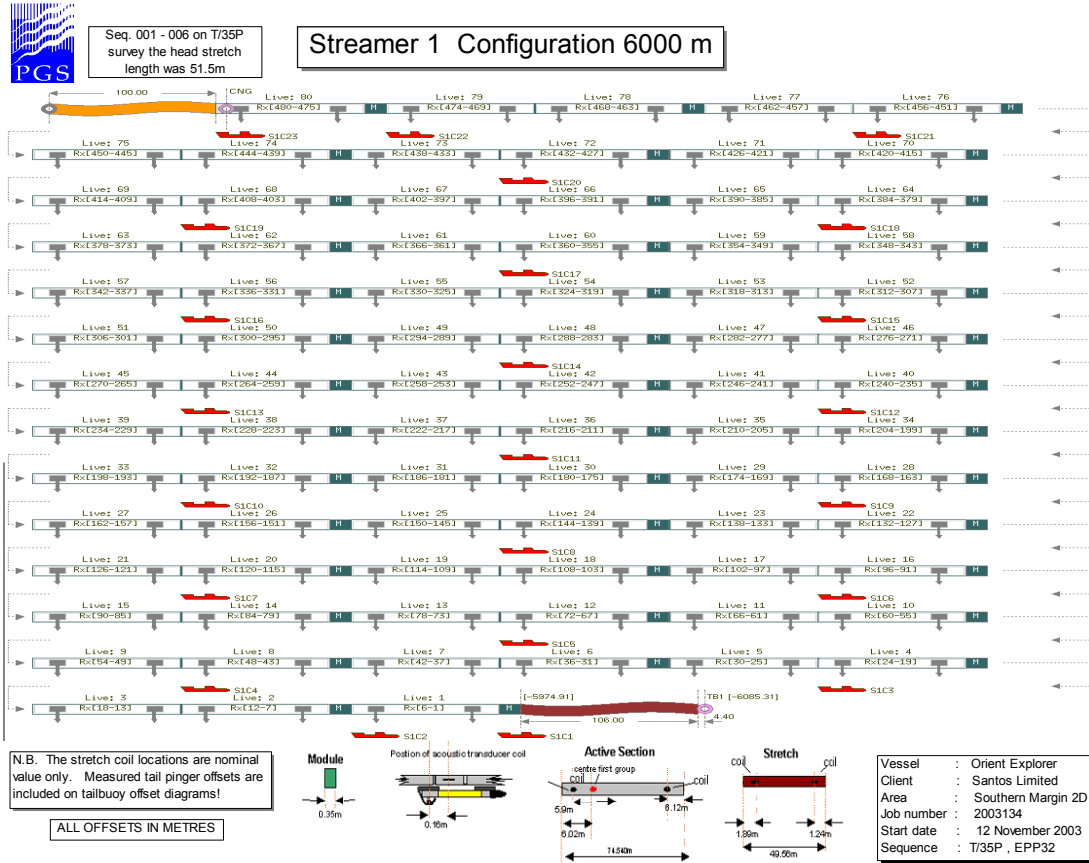 PGS
Seq. 001 - 006 on T/35P
survey the head stretch
length was 51.5m
Streamer 1 Configuration 6000 m
100.00
CNG
Live: 80
Live: 79
Live: 78
Live: 77
Live: 76
Rx[480-475]
M
Rx[474-469]
Rx[468-463]
M
Rx[462-457]
Rx[456-451]
M
S1C23
S1C22
S1C21
Live: 75
Live: 74
Live: 73
Live: 72
Live: 71
Live: 70
Rx[450-445]
Rx[444-439]
M
Rx[438-433]
Rx[432-427]
M
Rx[426-421]
Rx[420-415]
M
S1C20
Live: 69
Live: 68
Live: 67
Live: 66
Live: 65
Live: 64
Rx[414-409]
Rx[408-403]
M
Rx[402-397]
Rx[396-391]
M
Rx[390-385]
Rx[384-379]
M
S1C19
S1C18
Live: 63
Live: 62
Live: 61
Live: 60
Live: 59
Live: 58
Rx[378-373]
Rx[372-367]
M
Rx[366-361]
Rx[360-355]
M
Rx[354-349]
Rx[348-343]
M
S1C17
Live: 57
Live: 56
Live: 55
Live: 54
Live: 53
Live: 52
Rx[342-337]
Rx[336-331]
M
Rx[330-325]
Rx[324-319]
M
Rx[318-313]
Rx[312-307]
M
S1C16
S1C15
Live: 51
Live: 50
Live: 49
Live: 48
Live: 47
Live: 46
Rx[306-301]
Rx[300-295]
M
Rx[294-289]
Rx[288-283]
M
Rx[282-277]
Rx[276-271]
M
S1C14
Live: 45
Live: 44
Live: 43
Live: 42
Live: 41
Live: 40
Rx[270-265]
Rx[264-259]
M
Rx[258-253]
Rx[252-247]
M
Rx[246-241]
Rx[240-235]
M
S1C13
S1C12
Live: 39
Live: 38
Live: 37
Live: 36
Live: 35
Live: 34
Rx[234-229]
Rx[228-223]
M
Rx[222-217]
Rx[216-211]
M
Rx[210-205]
Rx[204-199]
M
S1C11
Live: 33
Live: 32
Live: 31
Live: 30
Live: 29
Live: 28
Rx[198-193]
Rx[192-187]
M
Rx[186-181]
Rx[180-175]
M
Rx[174-169]
Rx[168-163]
M
S1C10
S1C9
Live: 27
Live: 26
Live: 25
Live: 24
Live: 23
Live: 22
Rx[162-157]
Rx[156-151]
M
Rx[150-145]
Rx[144-139]
M
Rx[138-133]
Rx[132-127]
M
S1C8
Live: 21
Live: 20
Live: 19
Live: 18
Live: 17
Live: 16
Rx[126-121]
Rx[120-115]
M
Rx[114-109]
Rx[108-103]
M
Rx[102-97]
Rx[96-91]
M
S1C7
S1C6
Live: 15
Live: 14
Live: 13
Live: 12
Live: 11
Live: 10
Rx[90-85]
Rx[84-79]
M
Rx[78-73]
Rx[72-67]
M
Rx[66-61]
Rx[60-55]
M
S1C5
Live: 9
Live: 8
Live: 7
Live: 6
Live: 5
Live: 4
Rx[54-49]
Rx[48-43]
M
Rx[42-37]
Rx[36-31]
M
Rx[30-25]
Rx[24-19]
M
S1C4
S1C3
Live: 3
Live: 2
Live: 1
[-5974.91]
TB1 [-6085.31]
Rx[18-13]
Rx[12-7]
M
Rx[6-1]
M
106.00
4.40
S1C2
S1C1
N.B. The stretch coil locations are nominal
value only. Measured tail pinger offsets are
included on tailbuoy offset diagrams!
ALL OFFSETS IN METRES
Module
0.35m
Postion of acoustic transducer coil
0.16m
Active Section
centre first group
coil
coil
5.9m
6.12m
6.02m
74.540m
Stretch
coil
coil
1.89m
1.24m
49.56m
Vessel : Orient Explorer
Client : Santos Limited
Area : Southern Margin 2D
Job number : 2003134
Start date : 12 November 2003
Sequence : T/35P , EPP32